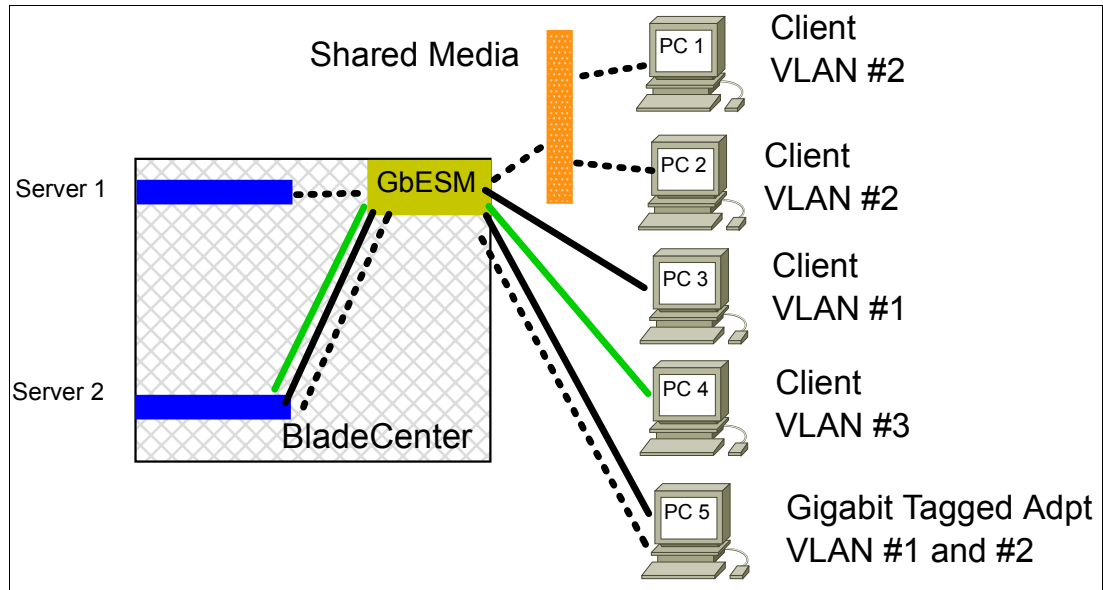 Shared Media
PC 1
Client
VLAN #2
Server 1
GbESM
PC 2
Client
VLAN #2
PC 3
Client
VLAN #1
Server 2
BladeCenter
PC 4
Client
VLAN #3
PC 5
Gigabit Tagged Adpt
VLAN #1 and #2